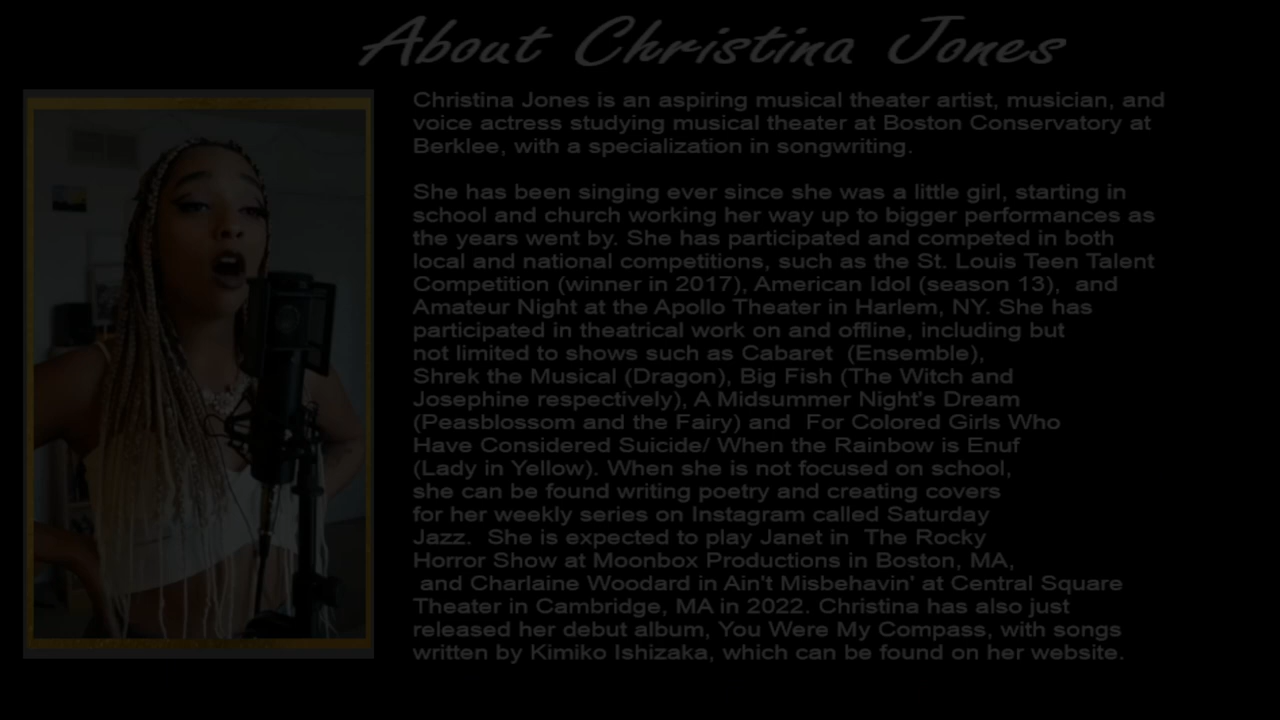 About Christina Jones
Christina Jones is an aspiring musical theater artist, musician, and
voice actress studying musical theater at Boston Conservatory at
Berklee, with a specialization in songwriting.
She has been singing ever since she was a little girl, starting in
school and church working her way up to bigger performances as
the years went by. She has participated and competed in both
local and national competitions, such as the St. Louis Teen Talent
Competition (winner in 2017), American Idol (season 13),  and
Amateur Night at the Apollo Theater in Harlem, NY. She has
participated in theatrical work on and offline, including but
not limited to shows such as Cabaret  (Ensemble),
Shrek the Musical (Dragon), Big Fish (The Witch and
Josephine respectively), A Midsummer Night's Dream
(Peasblossom and the Fairy) and  For Colored Girls Who
Have Considered Suicide/ When the Rainbow is Enuf
(Lady in Yellow). When she is not focused on school,
she can be found writing poetry and creating covers
for her weekly series on Instagram called Saturday
Jazz.  She is expected to play Janet in  The Rocky
Horror Show at Moonbox Productions in Boston, MA,
and Charlaine Woodard in Ain't Misbehavin' at Central Square
Theater in Cambridge, MA in 2022. Christina has also just
released her debut album, You Were My Compass, with songs
written by Kimiko Ishizaka, which can be found on her website.